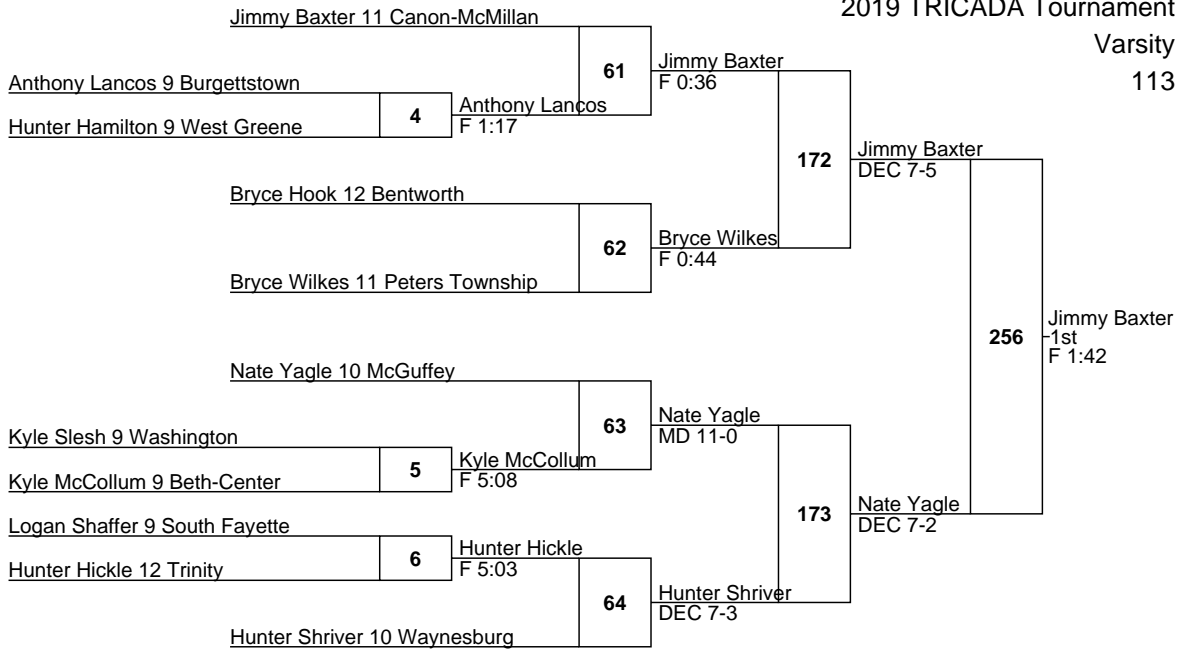 2019 TRICADA Tournament
Varsity
113
Jimmy Baxter 11 Canon-McMillan
61
Jimmy Baxter
F 0:36
Anthony Lancos 9 Burgettstown
4
Anthony Lancos
F 1:17
Hunter Hamilton 9 West Greene
172
Jimmy Baxter
DEC 7-5
Bryce Hook 12 Bentworth
62
Bryce Wilkes
F 0:44
Bryce Wilkes 11 Peters Township
256
Jimmy Baxter
1st
F 1:42
Nate Yagle 10 McGuffey
63
Nate Yagle
MD 11-0
Kyle Slesh 9 Washington
5
Kyle McCollum
F 5:08
Kyle McCollum 9 Beth-Center
173
Nate Yagle
DEC 7-2
Logan Shaffer 9 South Fayette
6
Hunter Hickle
F 5:03
Hunter Hickle 12 Trinity
64
Hunter Shriver
DEC 7-3
Hunter Shriver 10 Waynesburg